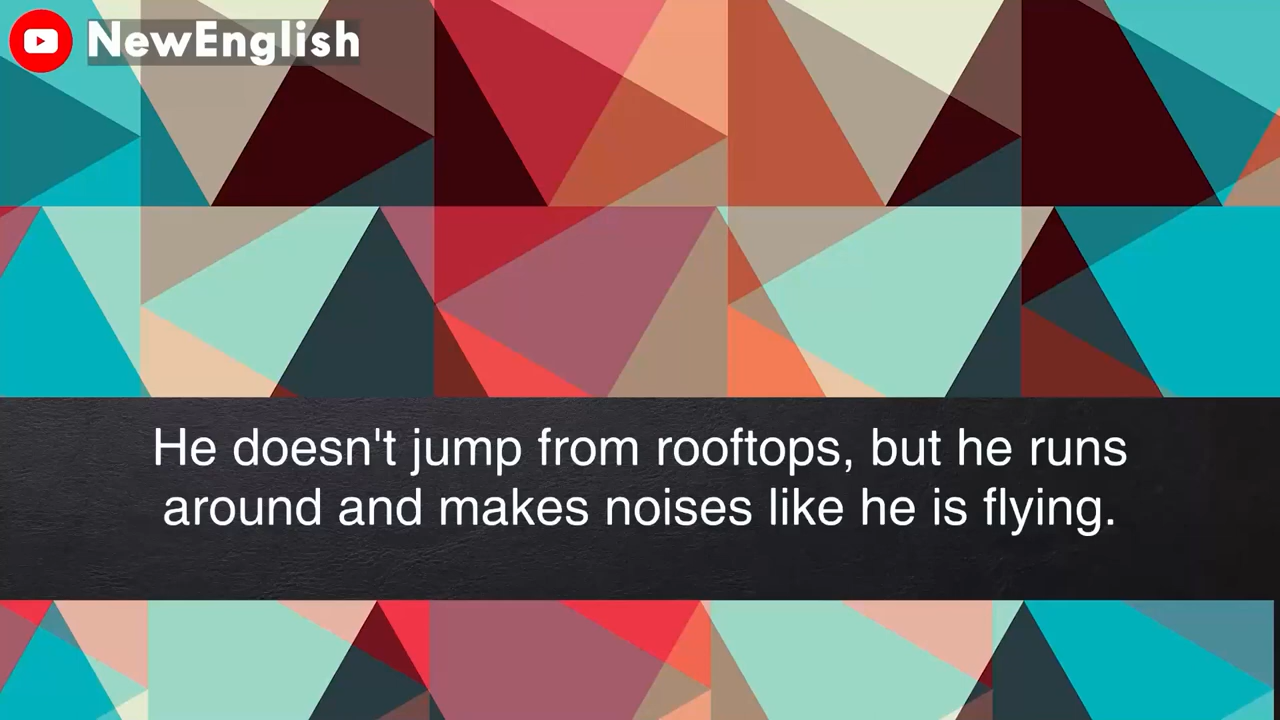 NewEnglish
He doesn't jump from rooftops, but he runs
around and makes noises like he is flying.